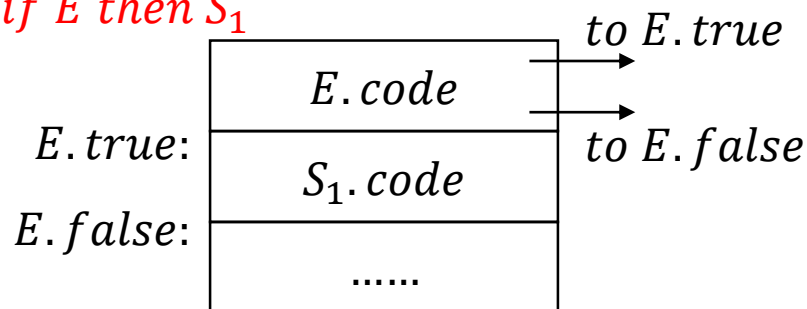 if E then S₁
to E.true
E.code
E.true:
to E.false
S₁.code
E.false:
......